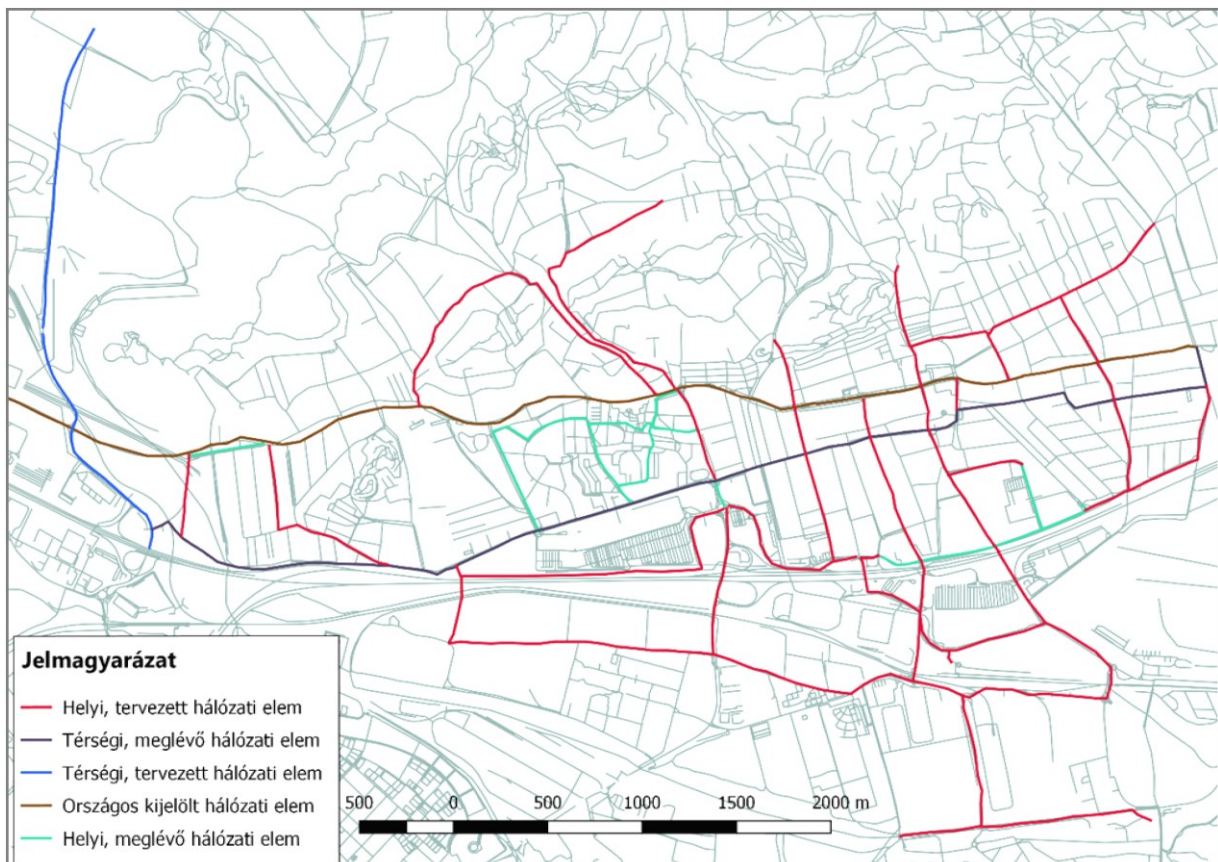 Jelmagyarázat
Helyi, tervezett hálózati elem
Térségi, meglévő hálózati elem
Térségi, tervezett hálózati elem
Országos kijelölt hálózati elem
Helyi, meglévő hálózati elem
500 0 500 1000 1500 2000 m